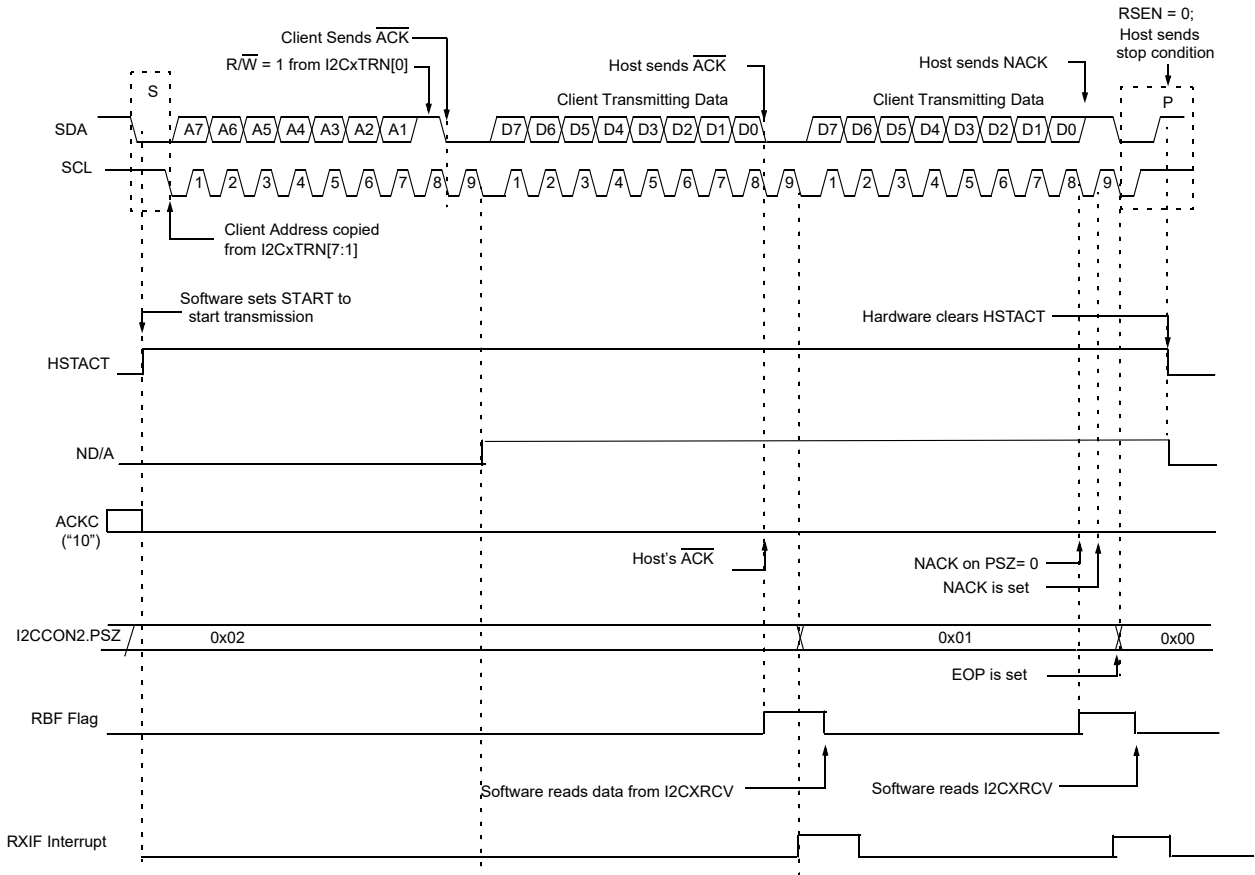 RSEN = 0;
Host sends
stop condition
Client Sends ACK
R/W = 1 from I2CxTRN[0]
Host sends ACK
Host sends NACK
S
Client Transmitting Data
Client Transmitting Data
P
SDA
A7 A6 A5 A4 A3 A2 A1
D7 D6 D5 D4 D3 D2 D1 D0
D7 D6 D5 D4 D3 D2 D1 D0
SCL
1 2 3 4 5 6 7 8 9
1 2 3 4 5 6 7 8 9
1 2 3 4 5 6 7 8 9
Client Address copied
from I2CxTRN[7:1]
Software sets START to
start transmission
Hardware clears HSTACT
HSTACT
ND/A
ACKC
("10")
Host's ACK
NACK on PSZ= 0
NACK is set
I2CCON2.PSZ
0x02
0x01
0x00
EOP is set
RBF Flag
Software reads data from I2CXRCV
Software reads I2CXRCV
RXIF Interrupt